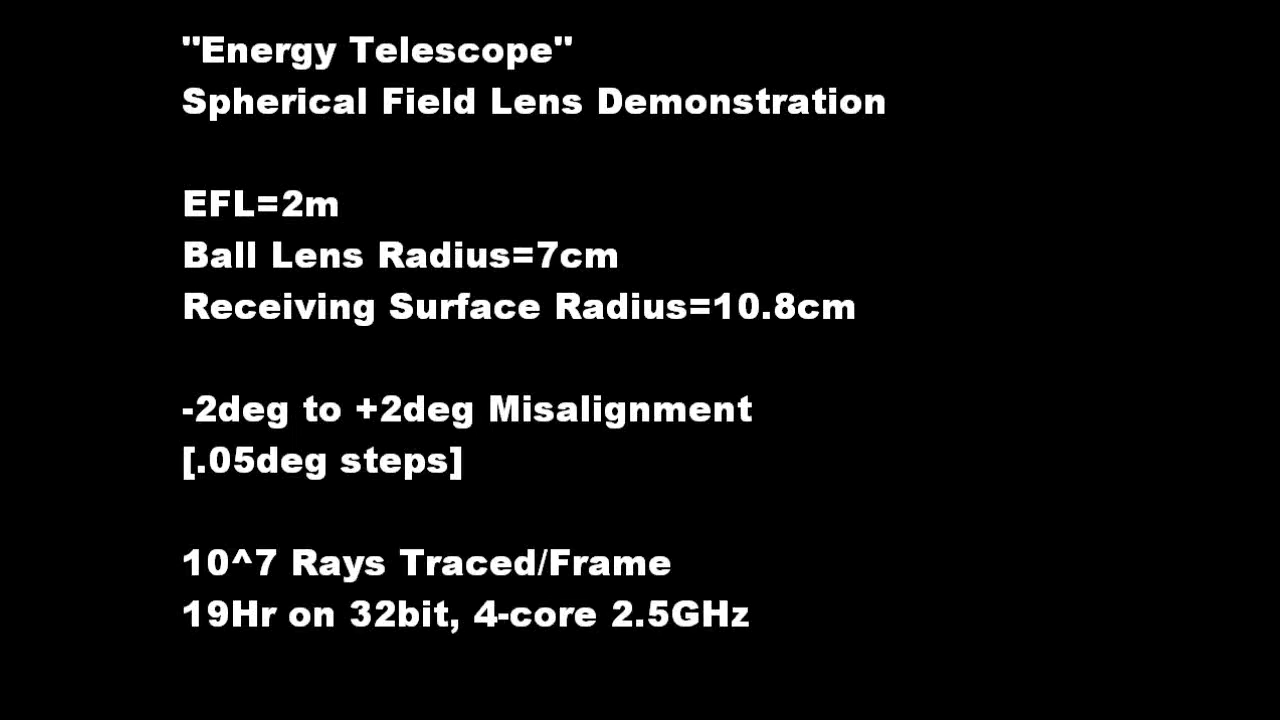 "Energy Telescope"
Spherical Field Lens Demonstration
EFL=2m
Ball Lens Radius=7cm
Receiving Surface Radius=10.8cm
-2deg to +2deg Misalignment
[.05deg steps]
10^7 Rays Traced/Frame
19Hr on 32bit, 4-core 2.5GHz